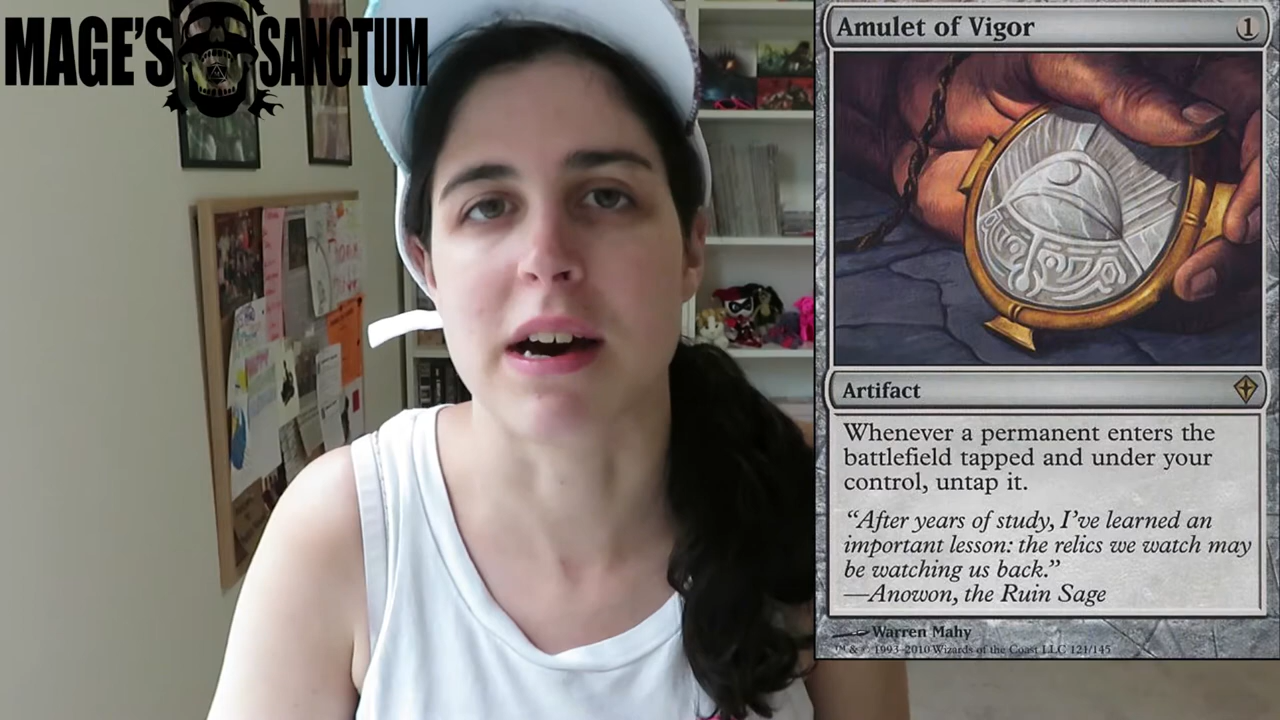 MAGE'S SANCTUM
Amulet of Vigor 1
Artifact
Whenever a permanent enters the
battlefield tapped and under your
control, untap it.
“After years of study, I’ve learned an
important lesson: the relics we watch may
be watching us back.”
—Anowon, the Ruin Sage
Warren Mahy
™ & © 1993-2010 Wizards of the Coast LLC 121/145